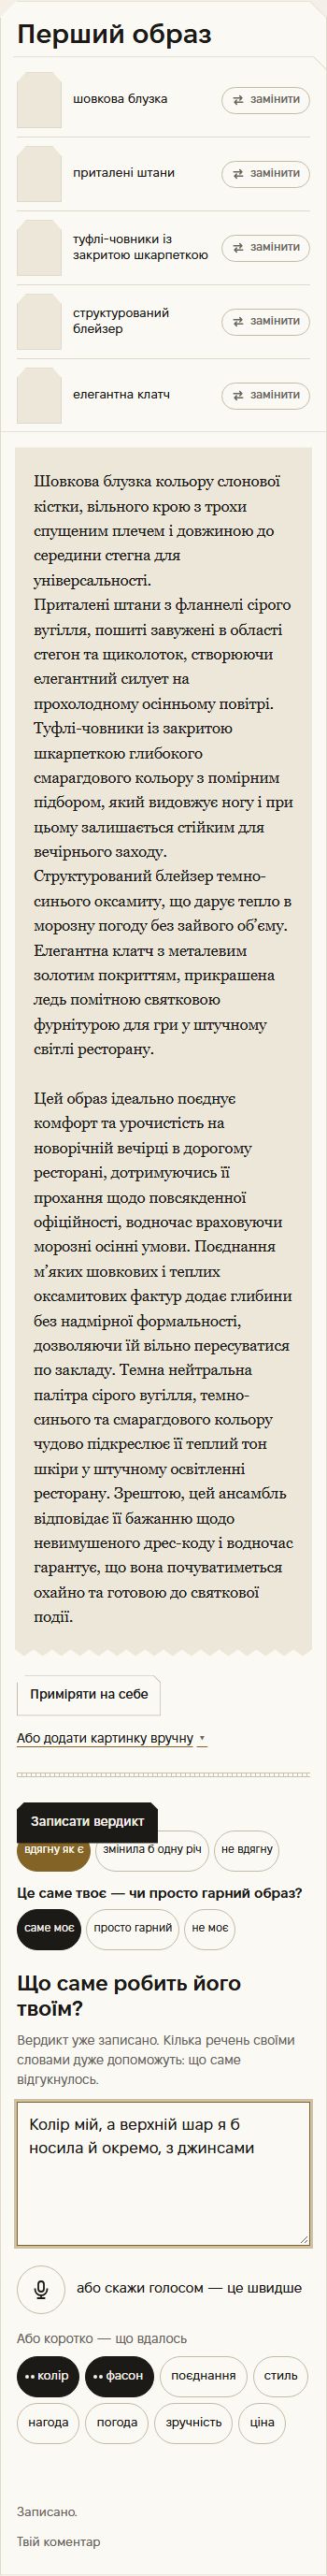 Перший образ
шовкова блузка
замінити
приталені штани
замінити
туфлі-човники із
закритою шкарпеткою
замінити
структурований
блейзер
замінити
елегантна клатч
замінити
Шовкова блузка кольору слонової
кістки, вільного крою з трохи
спущеним плечем і довжиною до
середини стегна для
універсальності.
Приталені штани з фланнелі сірого
вугілля, пошиті завужені в області
стегон та щиколоток, створюючи
елегантний силует на
прохолодному осінньому повітрі.
Туфлі-човники із закритою
шкарпеткою глибокого
смарагдового кольору з помірним
підбором, який видовжує ногу і при
цьому залишається стійким для
вечірнього заходу.
Структурований блейзер темно-
синього оксамиту, що дарує тепло в
морозну погоду без зайвого об’єму.
Елегантна клатч з металевим
золотим покриттям, прикрашена
ледь помітною святковою
фурнітурою для гри у штучному
світлі ресторану.
Цей образ ідеально поєднує
комфорт та урочистість на
новорічній вечірці в дорогому
ресторані, дотримуючись її
прохання щодо повсякденної
офіційності, водночас враховуючи
морозні осінні умови. Поєднання
м’яких шовкових і теплих
оксамитових фактур додає глибини
без надмірної формальності,
дозволяючи їй вільно пересуватися
по закладу. Темна нейтральна
палітра сірого вугілля, темно-
синього та смарагдового кольору
чудово підкреслює її теплий тон
шкіри у штучному освітленні
ресторану. Зрештою, цей ансамбль
відповідає її бажанню щодо
невимушеного дрес-коду і водночас
гарантує, що вона почуватиметься
охайно та готовою до святкової
події.
Приміряти на себе
Або додати картинку вручну
Записати вердикт
вдягну як є
змінила б одну річ
не вдягну
Це саме твоє — чи просто гарний образ?
саме моє
просто гарний
не моє
Що саме робить його
твоїм?
Вердикт уже записано. Кілька речень своїми
словами дуже допоможуть: що саме
відгукнулось.
Колір мій, а верхній шар я б
носила й окремо, з джинсами
або скажи голосом — це швидше
Або коротко — що вдалось
колір
фасон
поєднання
стиль
нагода
погода
зручність
ціна
Записано.
Твій коментар